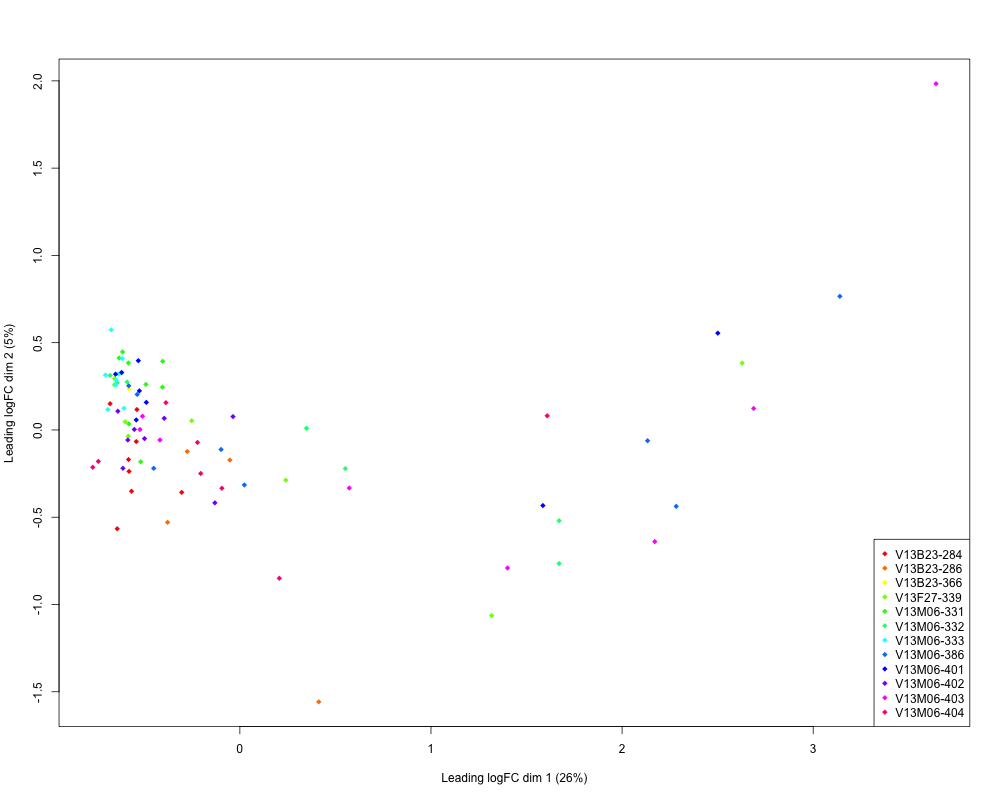 2.0
1.5
1.0
0.5
0.0
-0.5
-1.0
-1.5
Leading logFC dim 2 (5%)
V13B23-284
V13B23-286
V13B23-366
V13F27-339
V13M06-331
V13M06-332
V13M06-333
V13M06-386
V13M06-401
V13M06-402
V13M06-403
V13M06-404
0 1 2 3
Leading logFC dim 1 (26%)